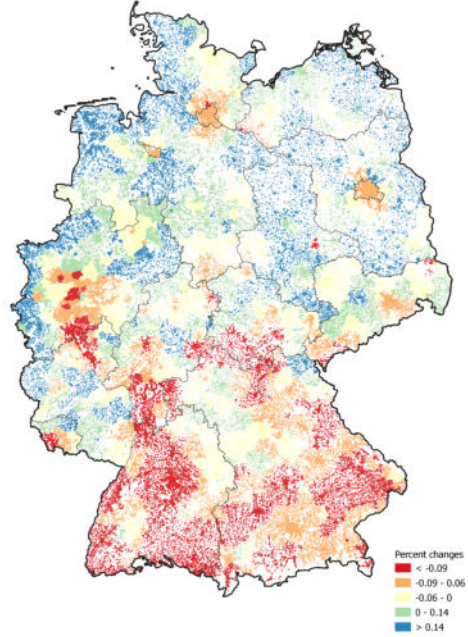 Percent changes
< -0.09
-0.09 - 0.06
-0.06 - 0
0 - 0.14
> 0.14